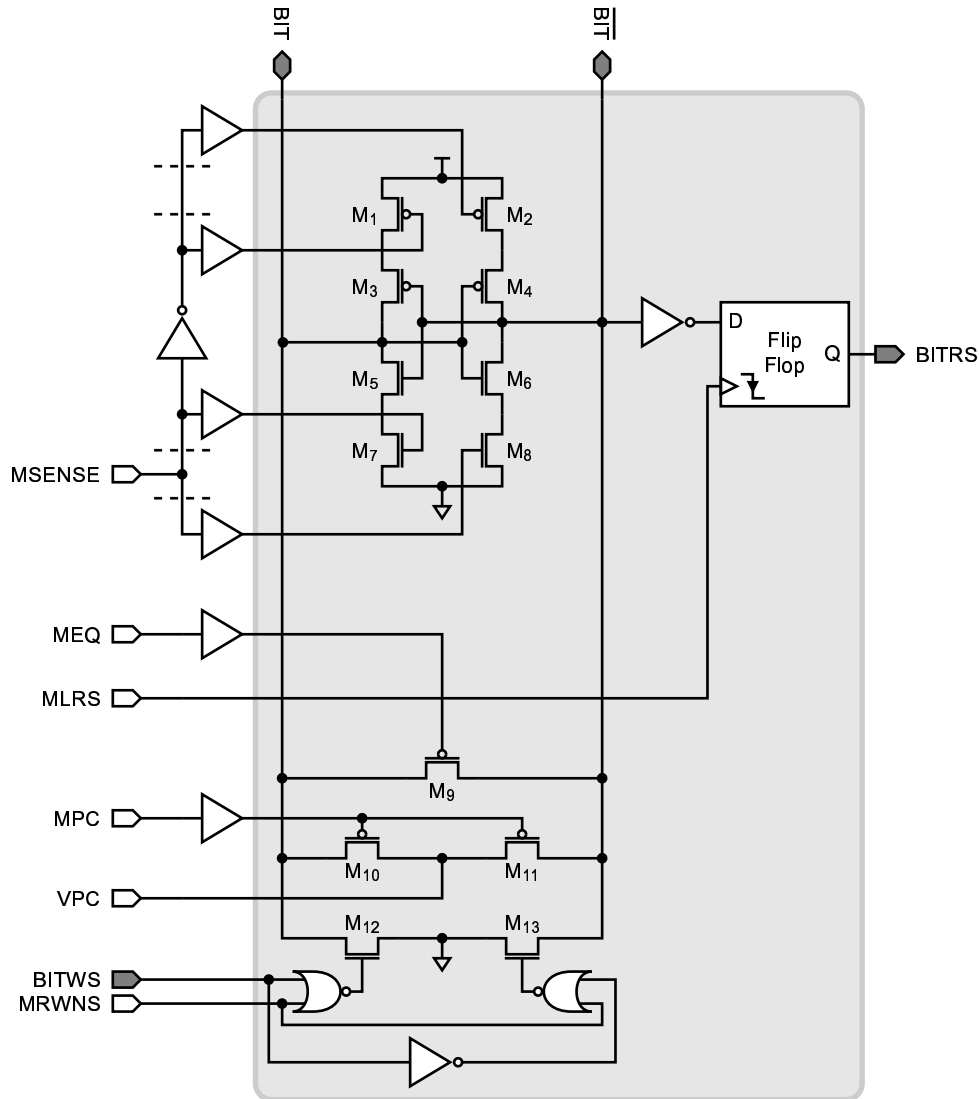 BIT
BIT
M1
M2
M3
M4
D
Flip
Flop
Q
BITRS
M5
M6
M7
M8
MSENSE
MEQ
MLRS
M9
MPC
M10
M11
VPC
M12
M13
BITWS
MRWNS